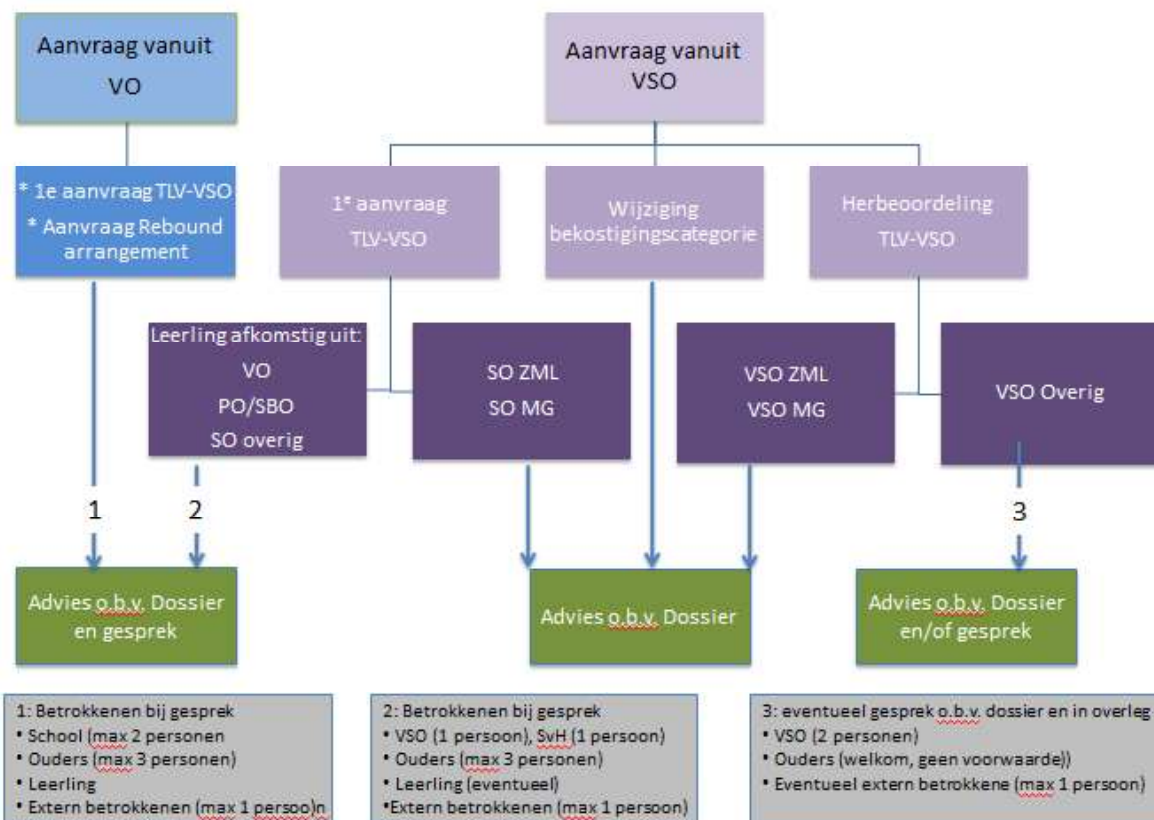 Aanvraag vanuit
VO
Aanvraag vanuit
VSO
* 1e aanvraag TLV-VSO
* Aanvraag Rebound
arrangement
1e aanvraag
TLV-VSO
Wijziging
bekostigingscategorie
Herbeoordeling
TLV-VSO
Leerling afkomstig uit:
VO
PO/SBO
SO overig
SO ZML
SO MG
VSO ZML
VSO MG
VSO Overig
1
2
3
Advies o.b.v. Dossier
en gesprek
Advies o.b.v. Dossier
Advies o.b.v. Dossier
en/of gesprek
1: Betrokkenen bij gesprek
• School (max 2 personen
• Ouders (max 3 personen)
• Leerling
• Extern betrokkenen (max 1 persoo)n
2: Betrokkenen bij gesprek
• VSO (1 persoon), SvH (1 persoon)
• Ouders (max 3 personen)
• Leerling (eventueel)
•Extern betrokkenen (max 1 persoon)
3: eventueel gesprek o.b.v. dossier en in overleg
• VSO (2 personen)
• Ouders (welkom, geen voorwaarde))
• Eventueel extern betrokkene (max 1 persoon)